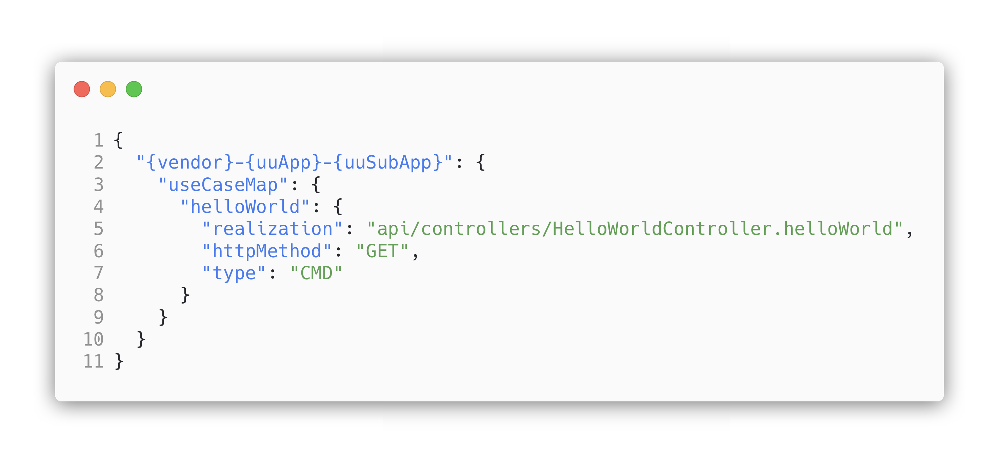 1 {
2   "{vendor}-{uuApp}-{uuSubApp}": {
3     "useCaseMap": {
4       "helloWorld": {
5         "realization": "api/controllers/HelloWorldController.helloWorld",
6         "httpMethod": "GET",
7         "type": "CMD"
8       }
9     }
10   }
11 }